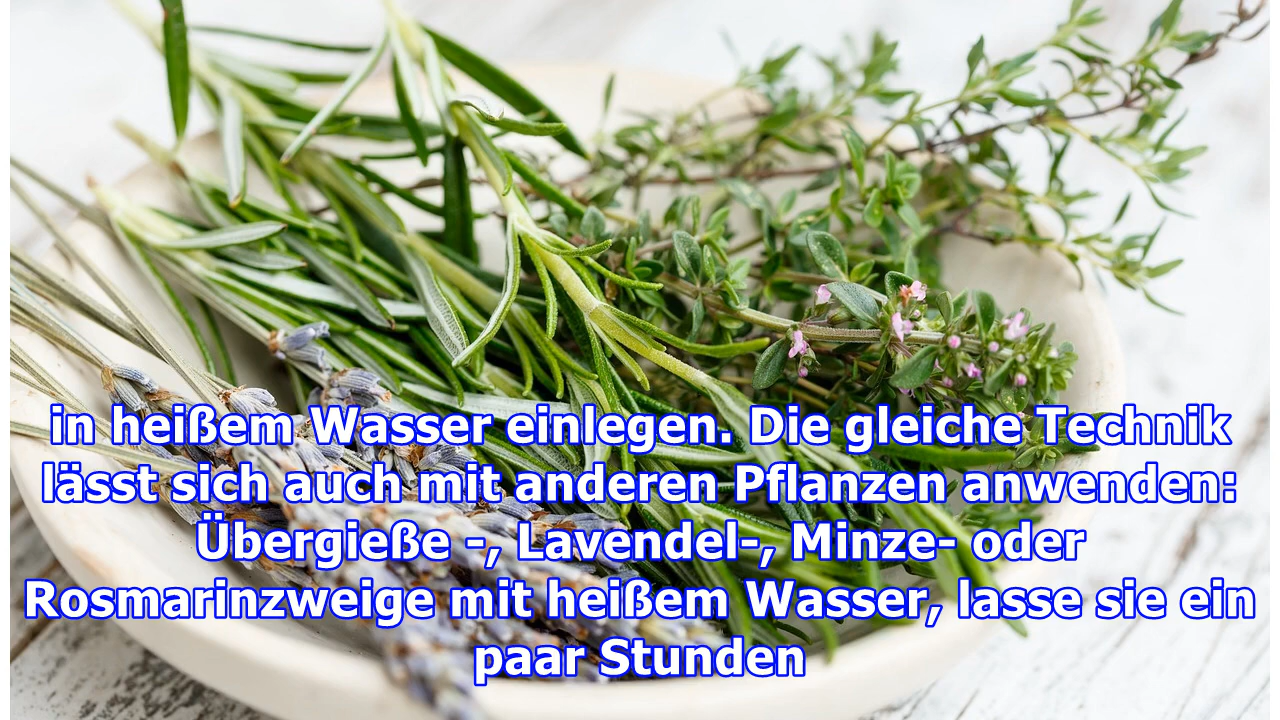 in heißem Wasser einlegen. Die gleiche Technik
lässt sich auch mit anderen Pflanzen anwenden:
Übergieße -, Lavendel-, Minze- oder
Rosmarinzweige mit heißem Wasser, lasse sie ein
paar Stunden